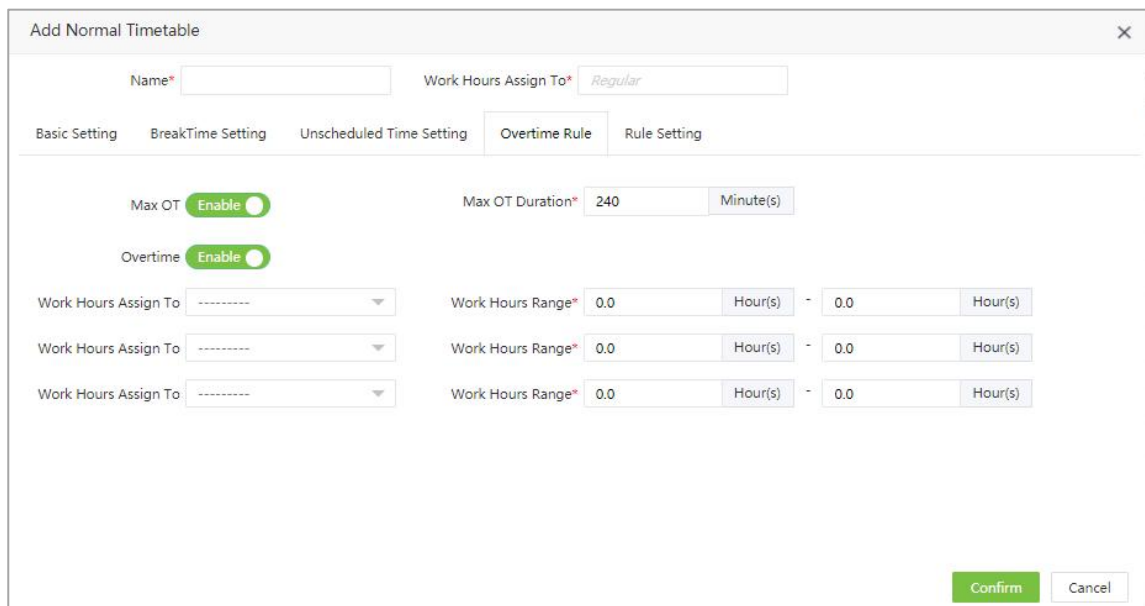 Add Normal Timetable
Name* Work Hours Assign To* Regular
Basic Setting BreakTime Setting Unscheduled Time Setting Overtime Rule Rule Setting
Max OT Enable Max OT Duration* 240 Minute(s)
Overtime Enable
Work Hours Assign To --------- Work Hours Range* 0.0 Hour(s) - 0.0 Hour(s)
Work Hours Assign To --------- Work Hours Range* 0.0 Hour(s) - 0.0 Hour(s)
Work Hours Assign To --------- Work Hours Range* 0.0 Hour(s) - 0.0 Hour(s)
Confirm Cancel